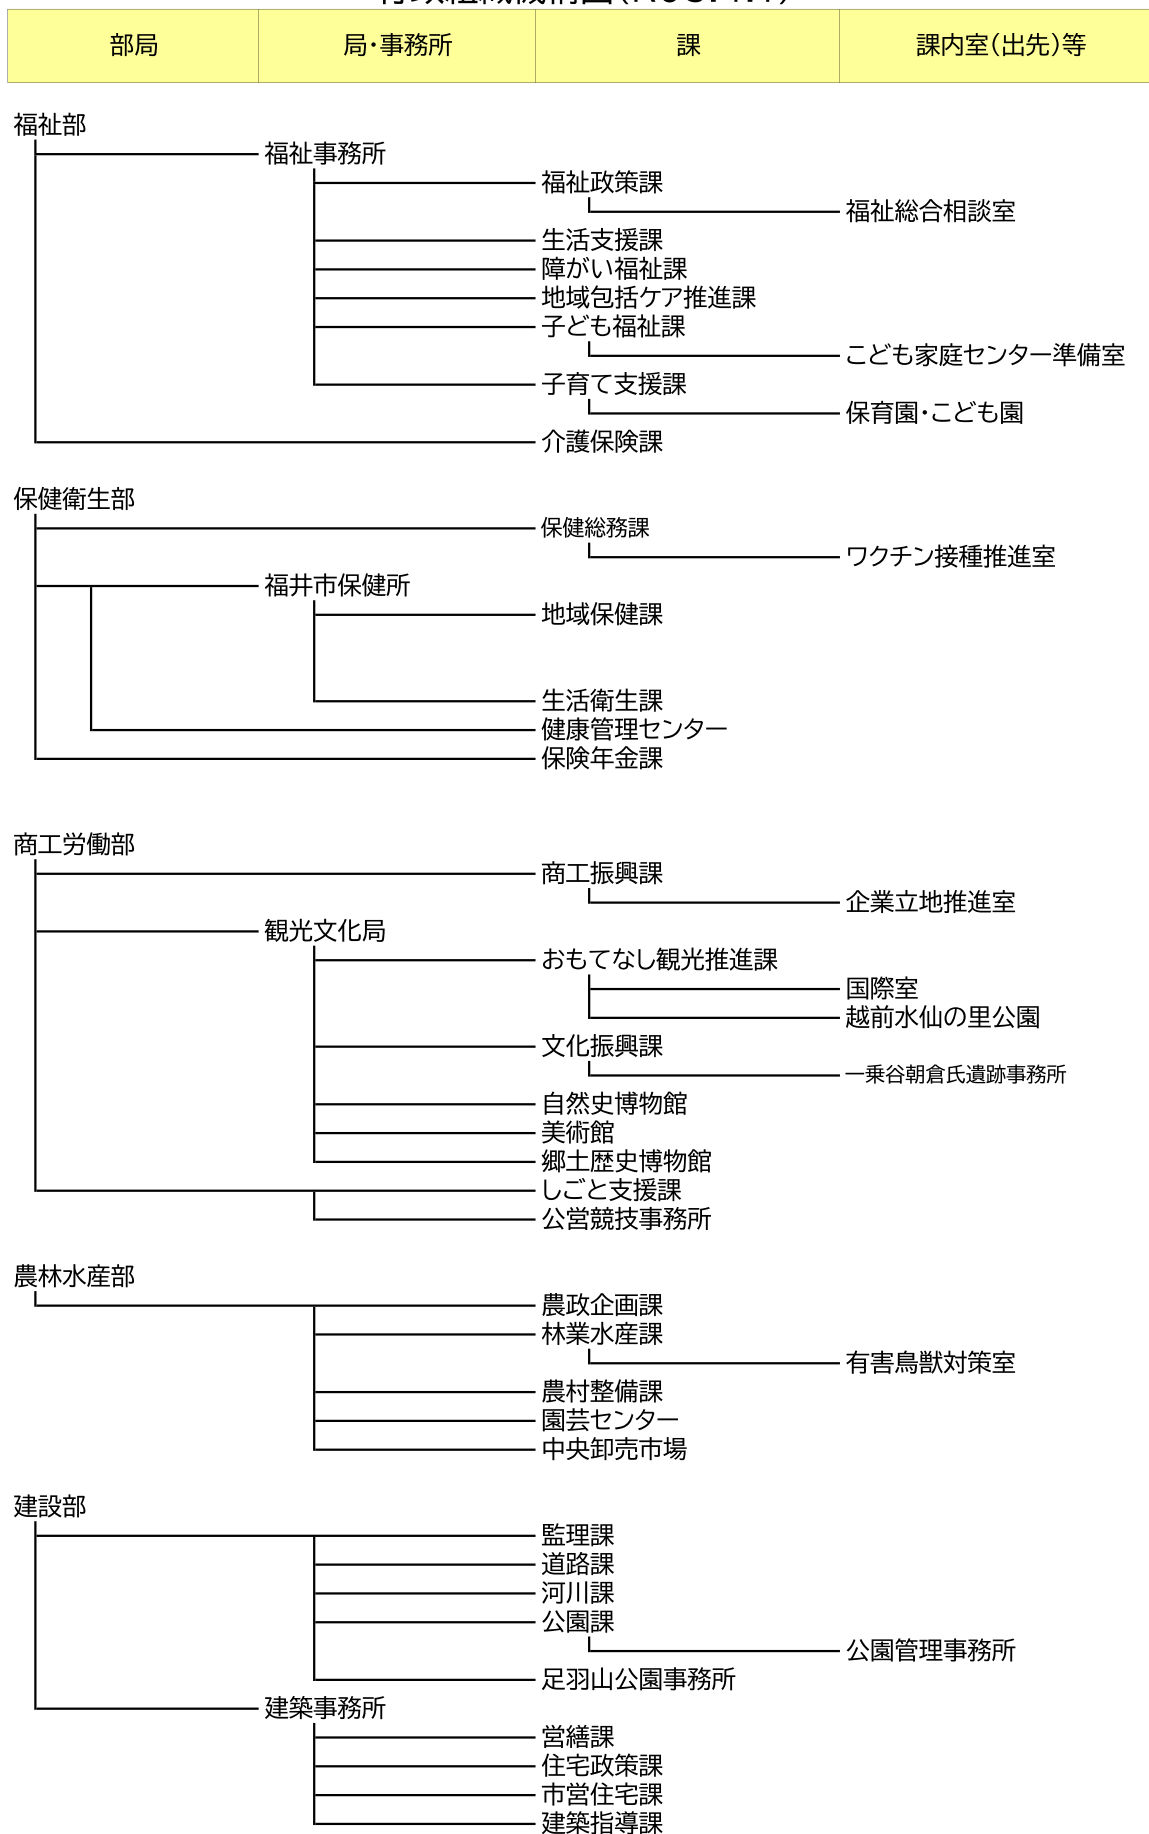 部局 局・事務所 課 課内室（出先）等
福祉部
福祉事務所
福祉政策課
福祉総合相談室
生活支援課
障がい福祉課
地域包括ケア推進課
子ども福祉課
こども家庭センター準備室
子育て支援課
保育園・こども園
介護保険課
保健衛生部
保健総務課
ワクチン接種推進室
福井市保健所
地域保健課
生活衛生課
健康管理センター
保険年金課
商工労働部
商工振興課
企業立地推進室
観光文化局
おもてなし観光推進課
国際室
越前水仙の里公園
文化振興課
一乗谷朝倉氏遺跡事務所
自然史博物館
美術館
郷土歴史博物館
しごと支援課
公営競技事務所
農林水産部
農政企画課
林業水産課
有害鳥獣対策室
農村整備課
園芸センター
中央卸売市場
建設部
監理課
道路課
河川課
公園課
公園管理事務所
足羽山公園事務所
建築事務所
営繕課
住宅政策課
市営住宅課
建築指導課